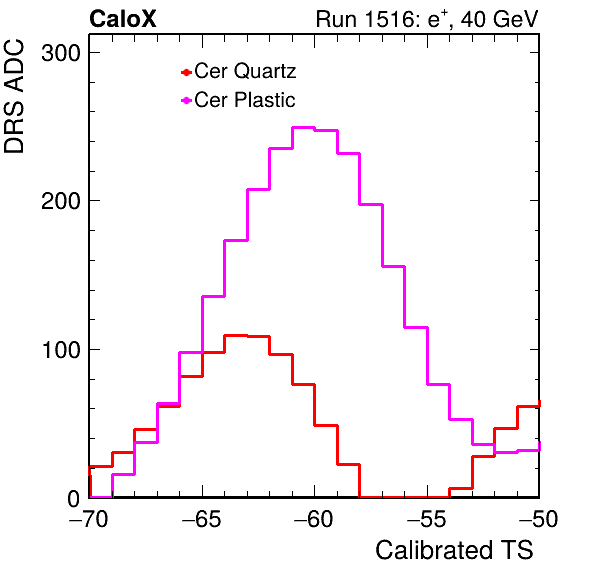 CaloX Run 1516: e⁺, 40 GeV
DRS ADC
300
200
100
0
Cer Quartz
Cer Plastic
−70 −65 −60 −55 −50
Calibrated TS